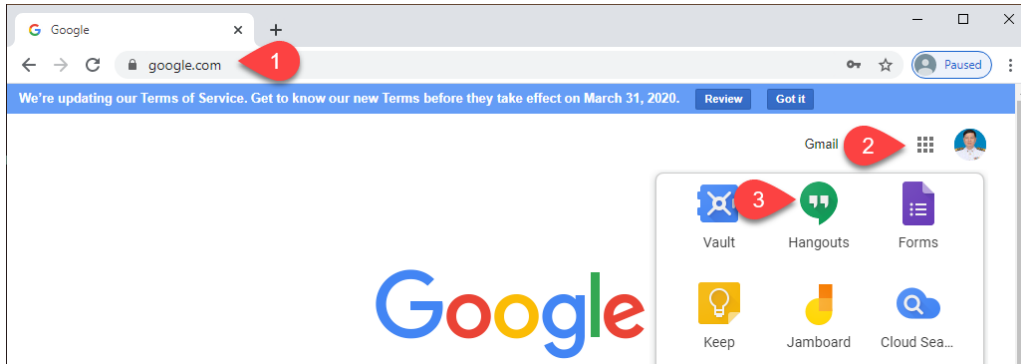 Google
google.com
1
Paused
We're updating our Terms of Service. Get to know our new Terms before they take effect on March 31, 2020. Review Got it
Gmail 2
3
Vault Hangouts Forms
Google
Keep Jamboard Cloud Sea...